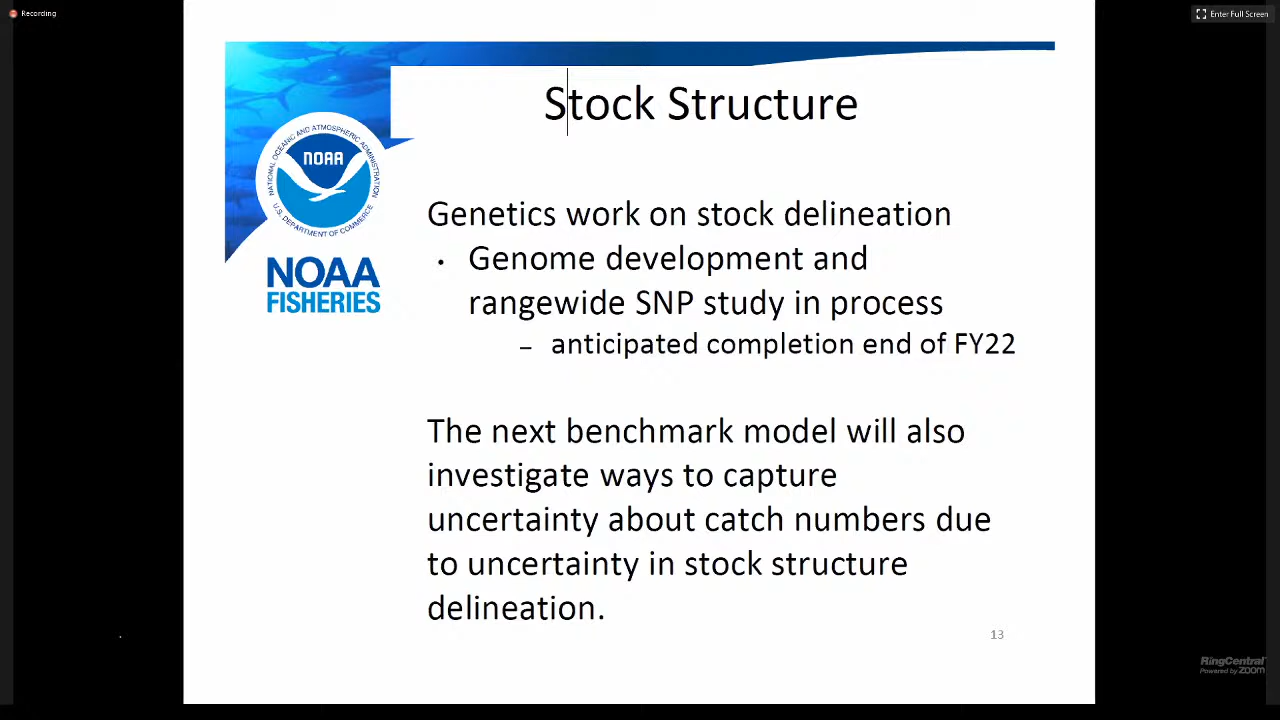 Recording
Enter Full Screen
Stock Structure
NATIONAL OCEANIC AND ATMOSPHERIC ADMINISTRATION
NOAA
U.S. DEPARTMENT OF COMMERCE
NOAA
FISHERIES
Genetics work on stock delineation
• Genome development and
rangewide SNP study in process
– anticipated completion end of FY22
The next benchmark model will also
investigate ways to capture
uncertainty about catch numbers due
to uncertainty in stock structure
delineation.
13
RingCentral
Powered by zoom